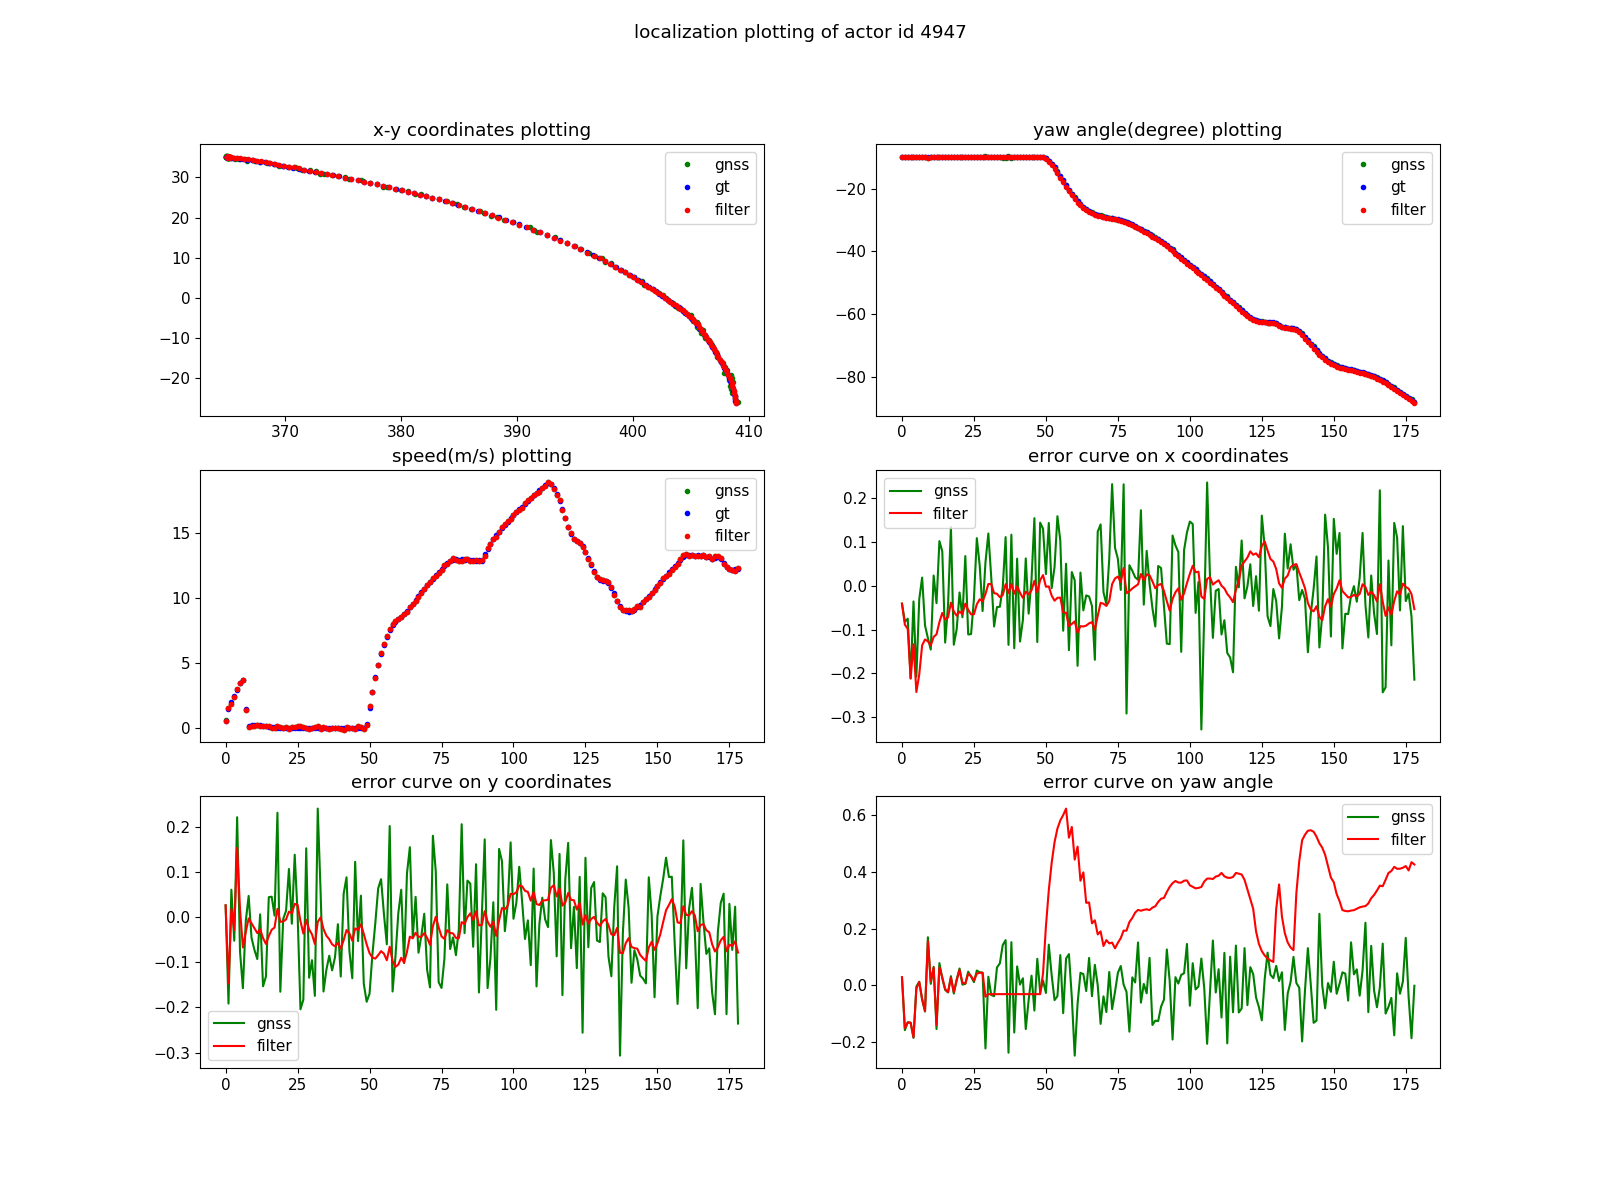 localization plotting of actor id 4947
x-y coordinates plotting
30
20
10
0
−10
−20
370 380 390 400 410
gnss
gt
filter
yaw angle(degree) plotting
−20
−40
−60
−80
0 25 50 75 100 125 150 175
gnss
gt
filter
speed(m/s) plotting
15
10
5
0
0 25 50 75 100 125 150 175
gnss
gt
filter
error curve on x coordinates
0.2
0.1
0.0
−0.1
−0.2
−0.3
0 25 50 75 100 125 150 175
gnss
filter
error curve on y coordinates
0.2
0.1
0.0
−0.1
−0.2
−0.3
0 25 50 75 100 125 150 175
gnss
filter
error curve on yaw angle
0.6
0.4
0.2
0.0
−0.2
0 25 50 75 100 125 150 175
gnss
filter